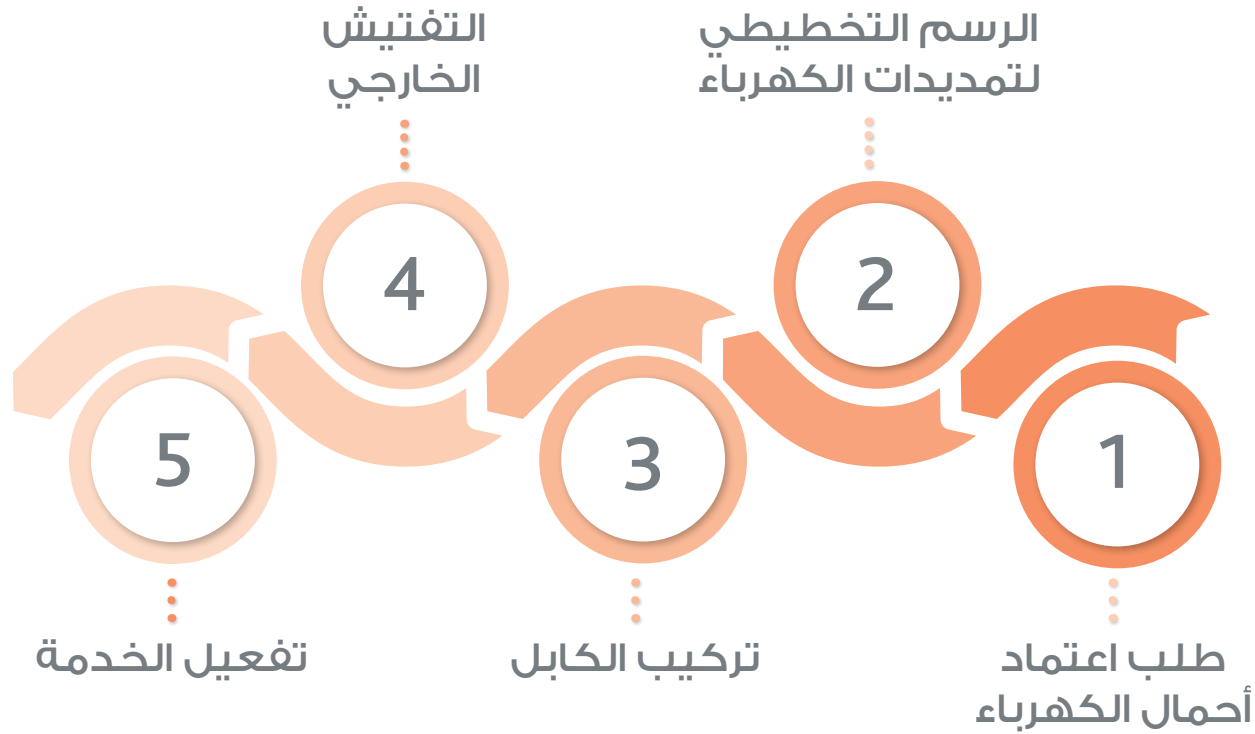 1
طلب اعتماد
أحمال الكهرباء
2
الرسم التخطيطي
لتمديدات الكهرباء
3
تركيب الكابل
4
التفتيش
الخارجي
5
تفعيل الخدمة